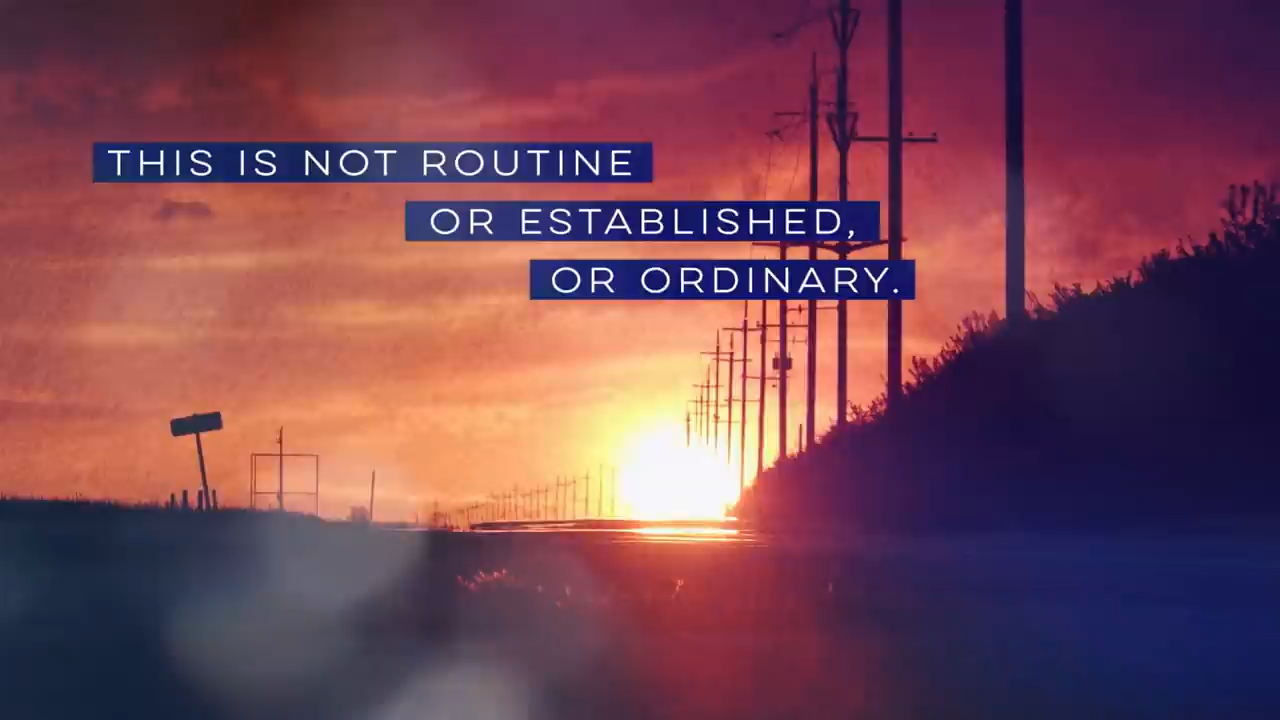 THIS IS NOT ROUTINE
OR ESTABLISHED,
OR ORDINARY.